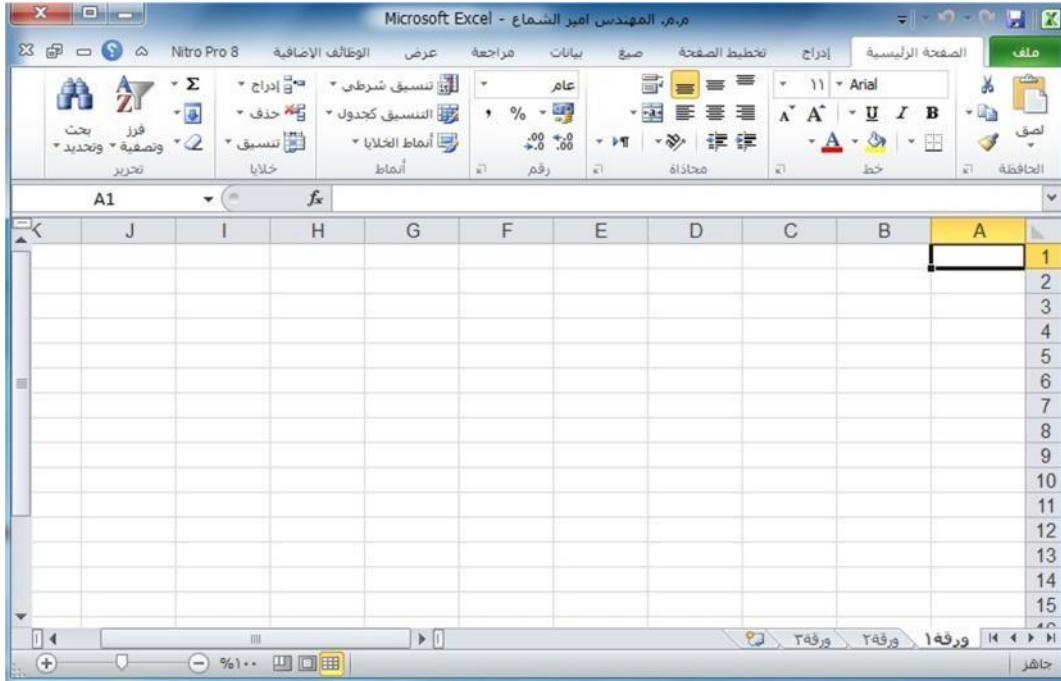 م.م. المهندس امير الشماع - Microsoft Excel
ملف الصفحة الرئيسية إدراج تخطيط الصفحة صيغ بيانات مراجعة عرض الوظائف الإضافية Nitro Pro 8
لصق
Arial ١١
B I U
عام
%
تنسيق شرطي
التنسيق كجدول
أنماط الخلايا
إدراج
حذف
تنسيق
Σ
فرز وتصفية
بحث وتحديد
الحافظة خط محاذاة رقم أنماط خلايا تحرير
A1 fx
A B C D E F G H I J K
1
2
3
4
5
6
7
8
9
10
11
12
13
14
15
ورقة١ ورقة٢ ورقة٣
جاهز %١٠٠